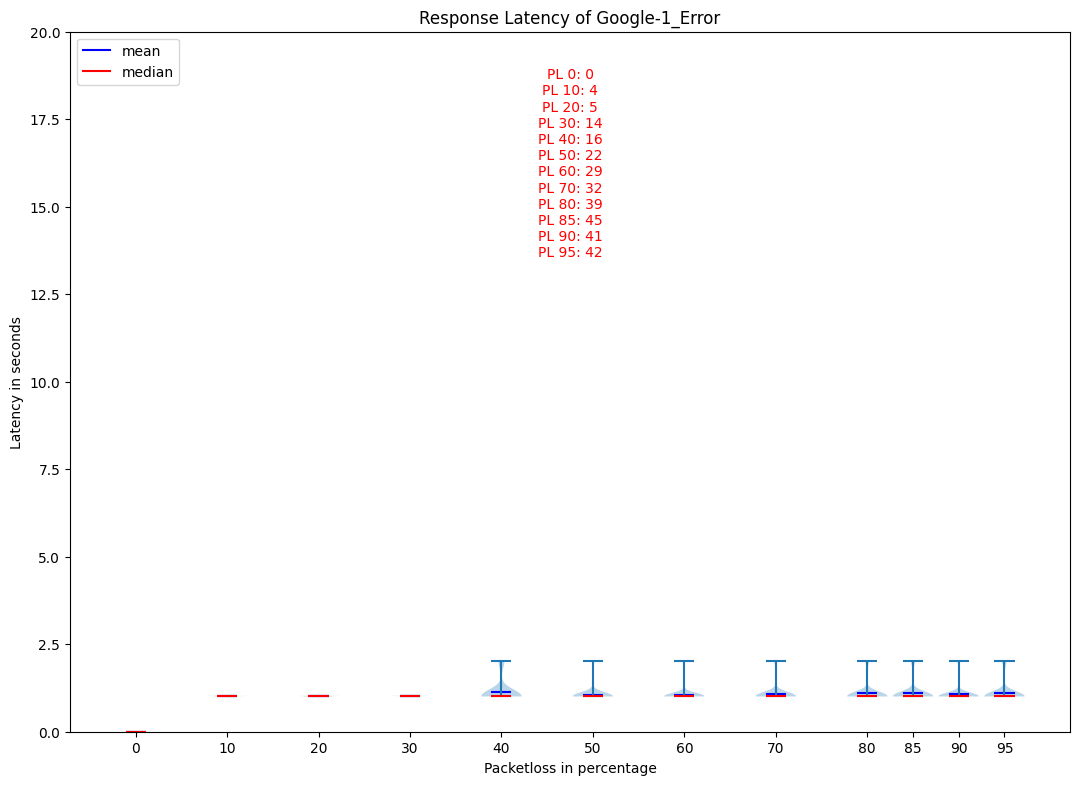 Response Latency of Google-1_Error
mean
median
PL 0: 0
PL 10: 4
PL 20: 5
PL 30: 14
PL 40: 16
PL 50: 22
PL 60: 29
PL 70: 32
PL 80: 39
PL 85: 45
PL 90: 41
PL 95: 42
Latency in seconds
20.0
17.5
15.0
12.5
10.0
7.5
5.0
2.5
0.0
0 10 20 30 40 50 60 70 80 85 90 95
Packetloss in percentage